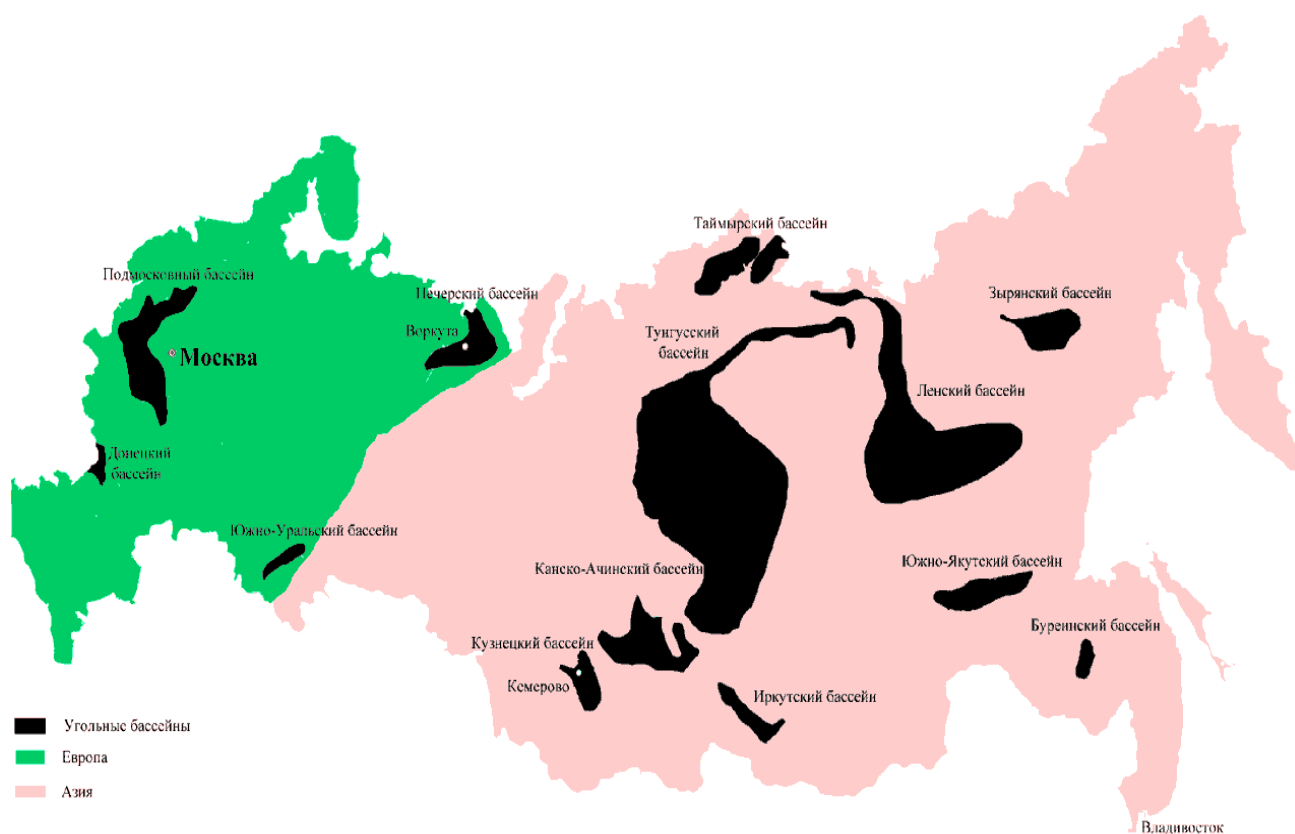 Таймырский бассейн
Подмосковный бассейн
Печерский бассейн
Зырянский бассейн
Воркута
Тунгусский
бассейн
Москва
Ленский бассейн
Донецкий
бассейн
Южно-Уральский бассейн
Канско-Ачинский бассейн
Южно-Якутский бассейн
Буреинский бассейн
Кузнецкий бассейн
Кемерово
Иркутский бассейн
Угольные бассейны
Европа
Азия
Владивосток